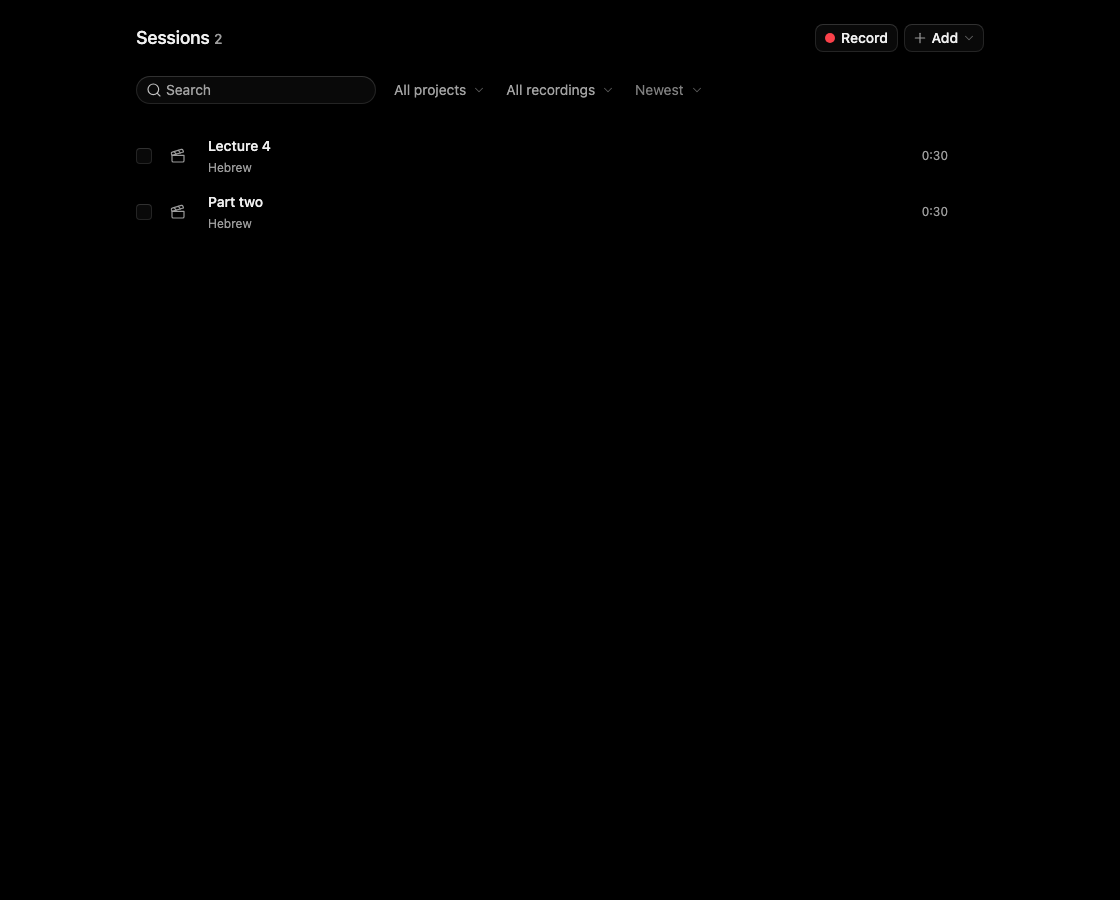 Sessions 2
Record
Add
Search
All projects
All recordings
Newest
Lecture 4
Hebrew
0:30
Part two
Hebrew
0:30